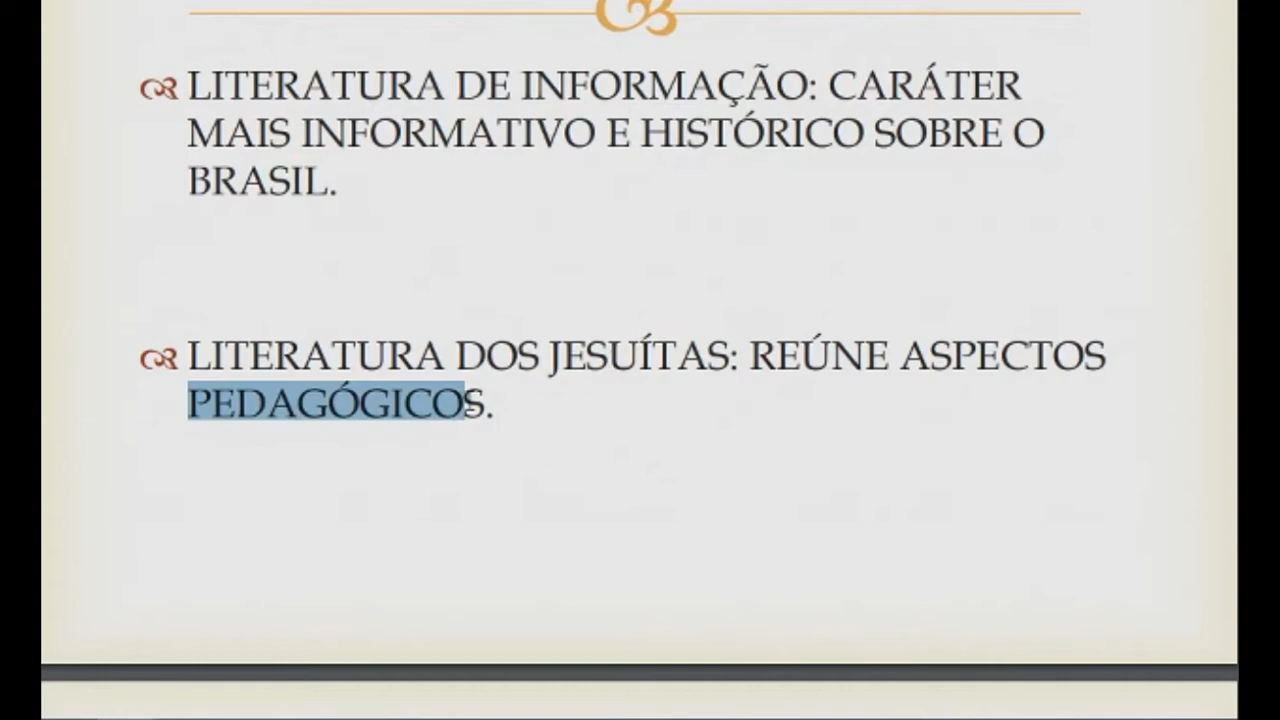 LITERATURA DE INFORMAÇÃO: CARÁTER
MAIS INFORMATIVO E HISTÓRICO SOBRE O
BRASIL.
LITERATURA DOS JESUÍTAS: REÚNE ASPECTOS
PEDAGÓGICOS.